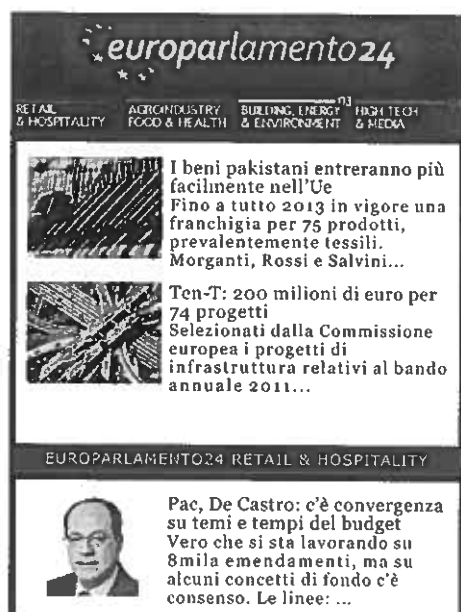 europarlamento24
RETAIL
& HOSPITALITY
AGROINDUSTRY
FOOD & HEALTH
BUILDING, ENERGY
& ENVIRONMENT
HIGH TECH
& MEDIA
I beni pakistani entreranno più
facilmente nell'Ue
Fino a tutto 2013 in vigore una
franchigia per 75 prodotti,
prevalentemente tessili.
Morganti, Rossi e Salvini...
Ten-T: 200 milioni di euro per
74 progetti
Selezionati dalla Commissione
europea i progetti di
infrastruttura relativi al bando
annuale 2011...
EUROPARLAMENTO24 RETAIL & HOSPITALITY
Pac, De Castro: c'è convergenza
su temi e tempi del budget
Vero che si sta lavorando su
8mila emendamenti, ma su
alcuni concetti di fondo c'è
consenso. Le linee: ...